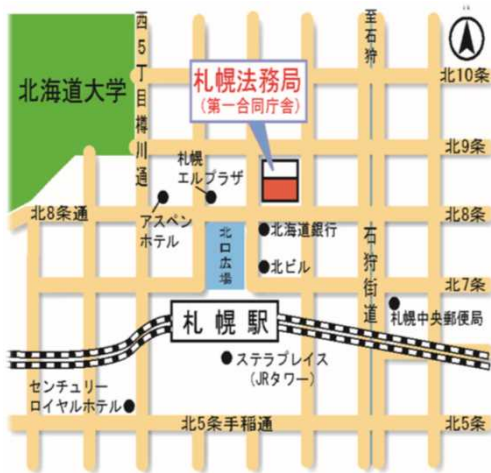 西5丁目樽川通
至石狩
北10条
北海道大学
札幌法務局
(第一合同庁舎)
北9条
札幌
エルプラザ
北8条通
アスペン
ホテル
北口広場
北海道銀行
北8条
石狩街道
北ビル
北7条
札幌駅
札幌中央郵便局
ステラプレイス
(JRタワー)
センチュリー
ロイヤルホテル
北5条手稲通
北5条